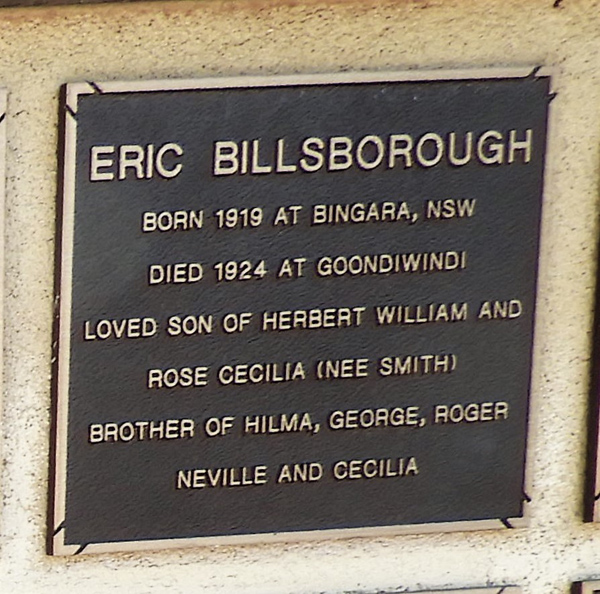 ERIC BILLSBOROUGH
BORN 1919 AT BINGARA, NSW
DIED 1924 AT GOONDIWINDI
LOVED SON OF HERBERT WILLIAM AND
ROSE CECILIA (NEE SMITH)
BROTHER OF HILMA, GEORGE, ROGER
NEVILLE AND CECILIA